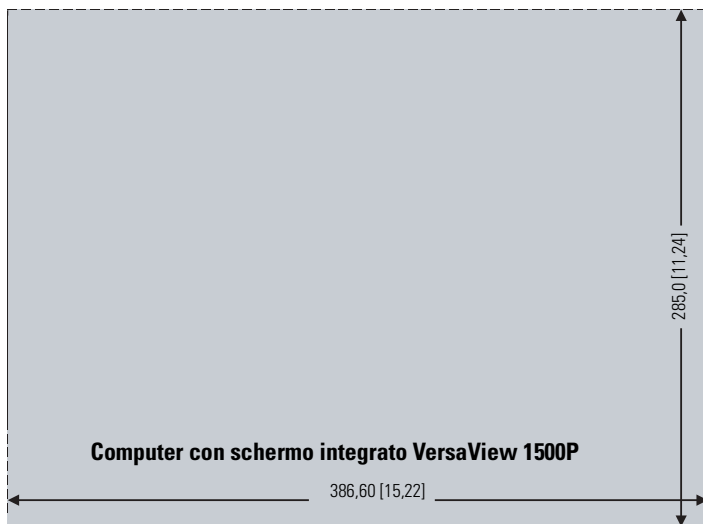 285,0 [11,24]
Computer con schermo integrato VersaView 1500P
386,60 [15,22]